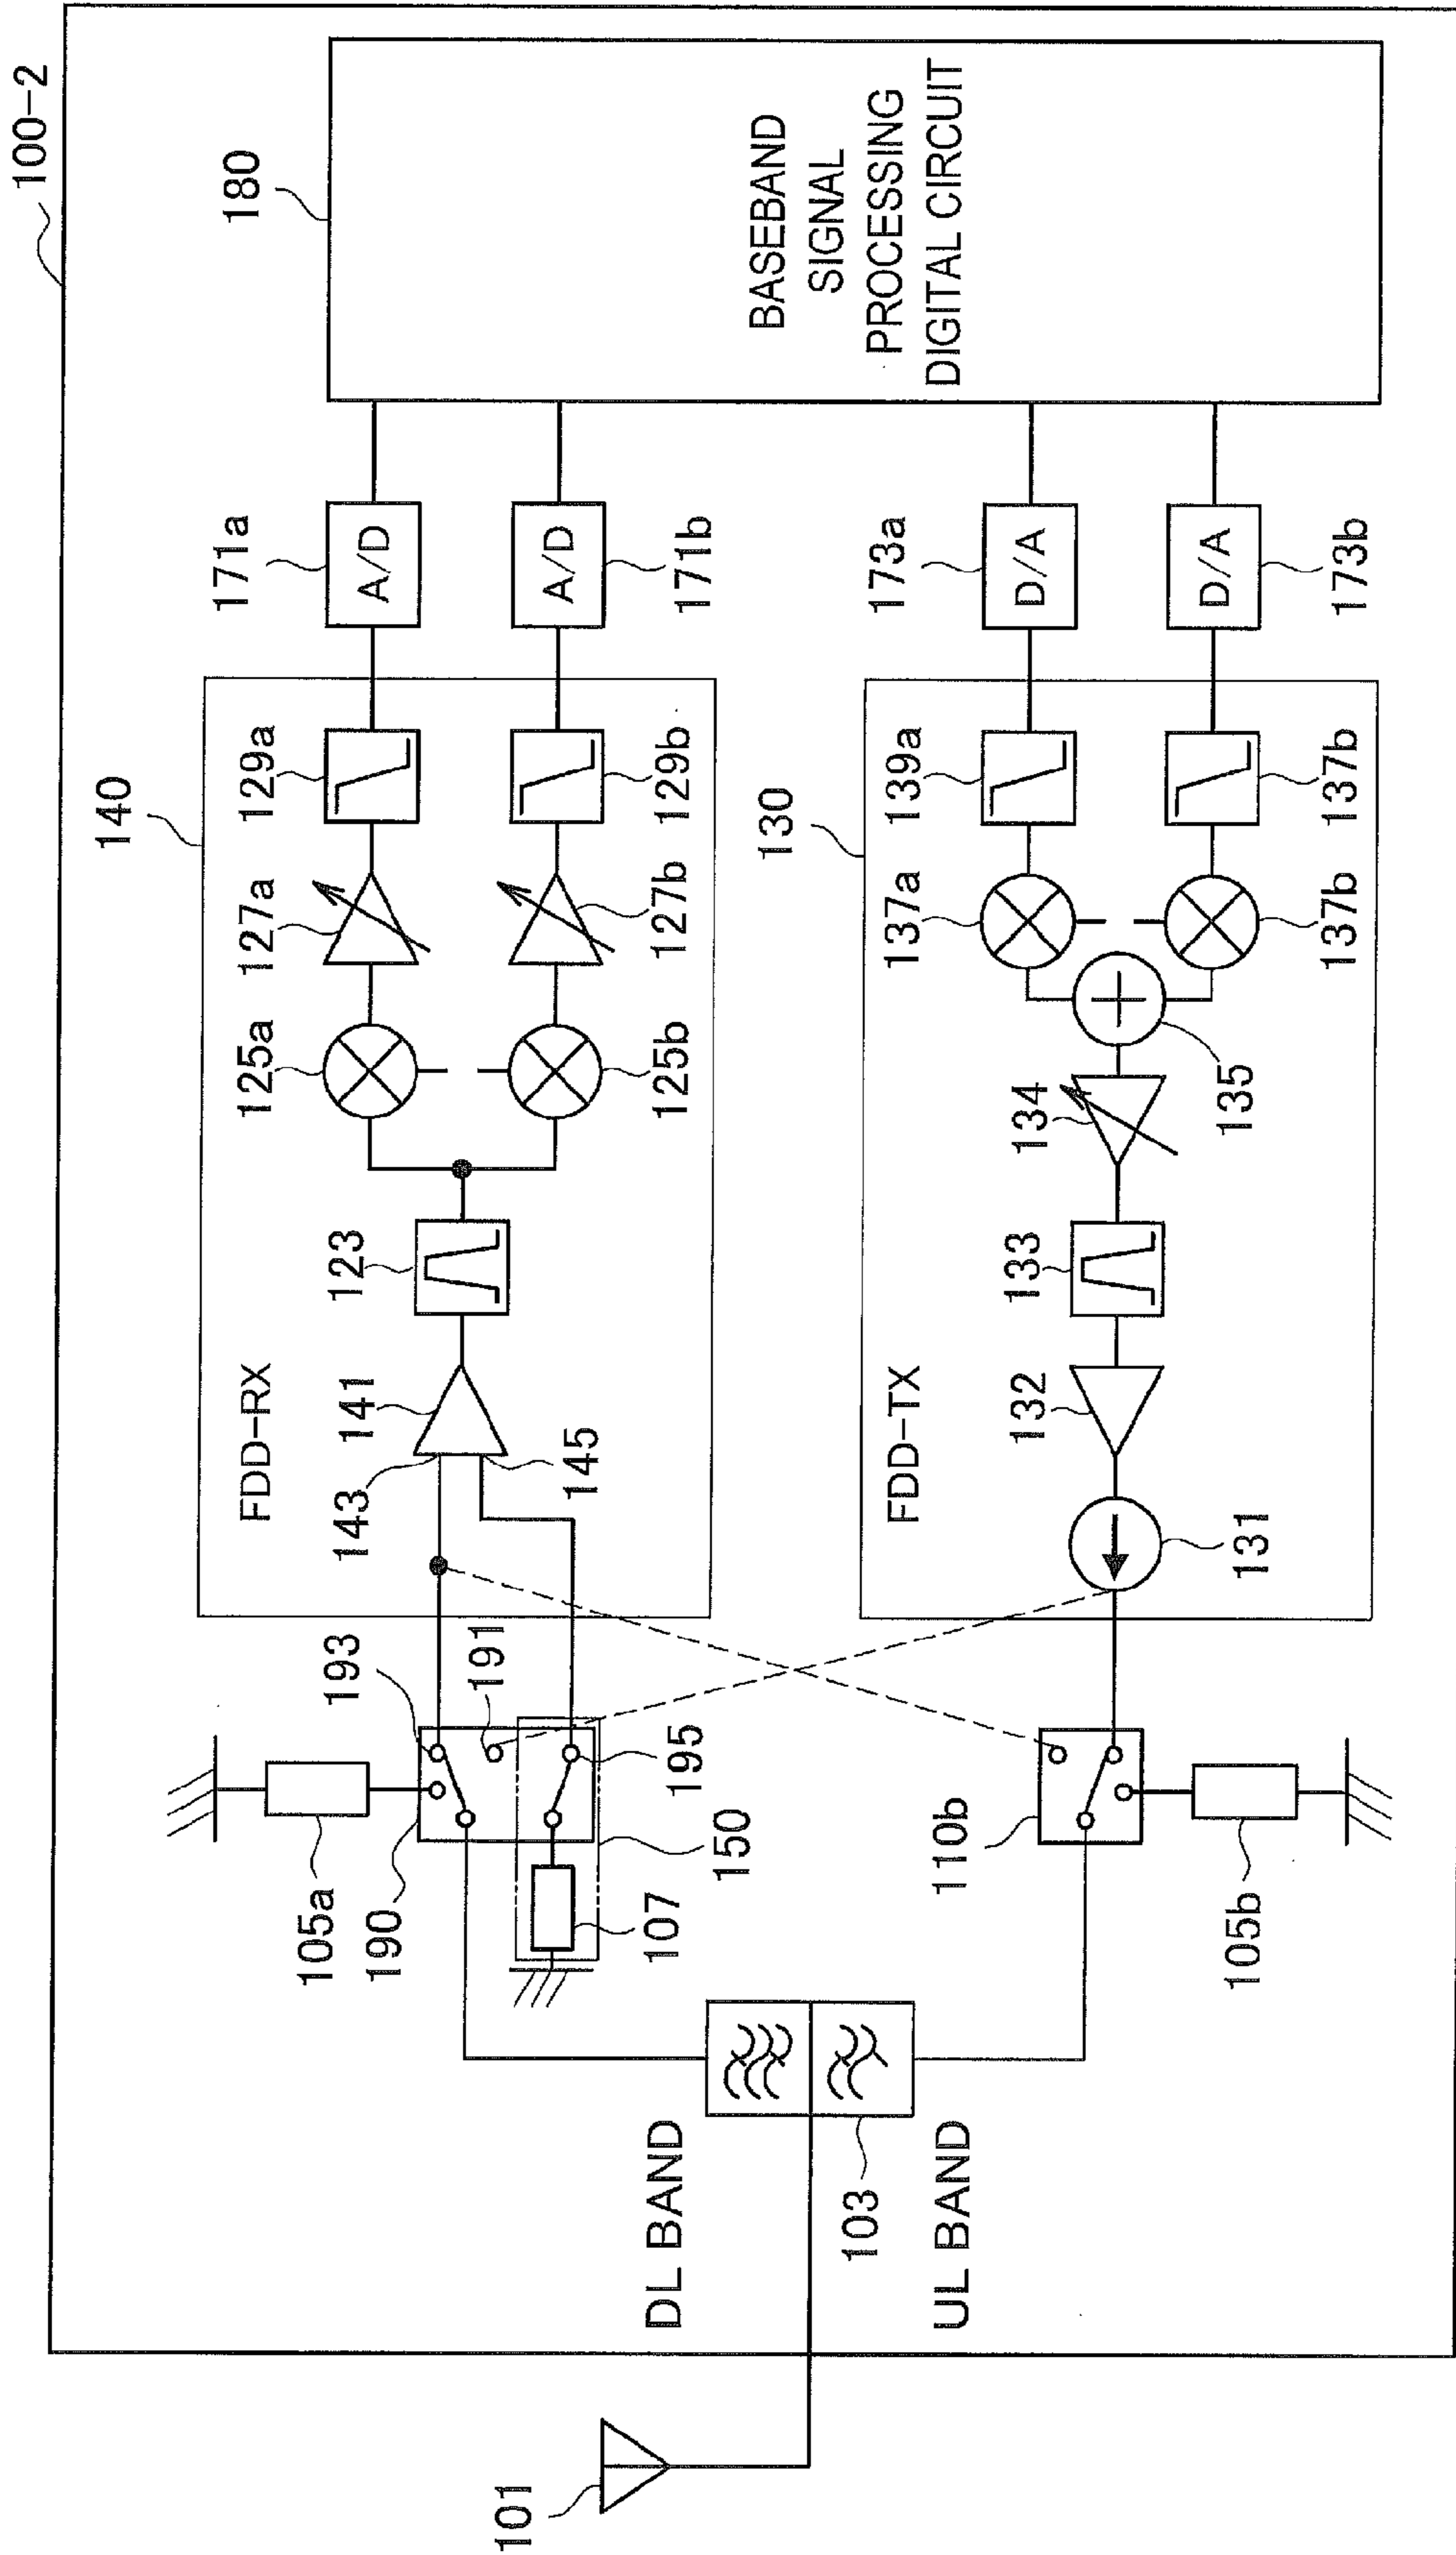 100-2
180
BASEBAND
SIGNAL
PROCESSING
DIGITAL CIRCUIT
171a
A/D
A/D
171b
173a
D/A
D/A
173b
140
129a
129b
127a
127b
125a
125b
123
FDD-RX
141
143
145
130
139a
137b
137a
137b
135
134
133
132
FDD-TX
131
193
191
195
105a
190
150
107
110b
105b
DL BAND
103
UL BAND
101